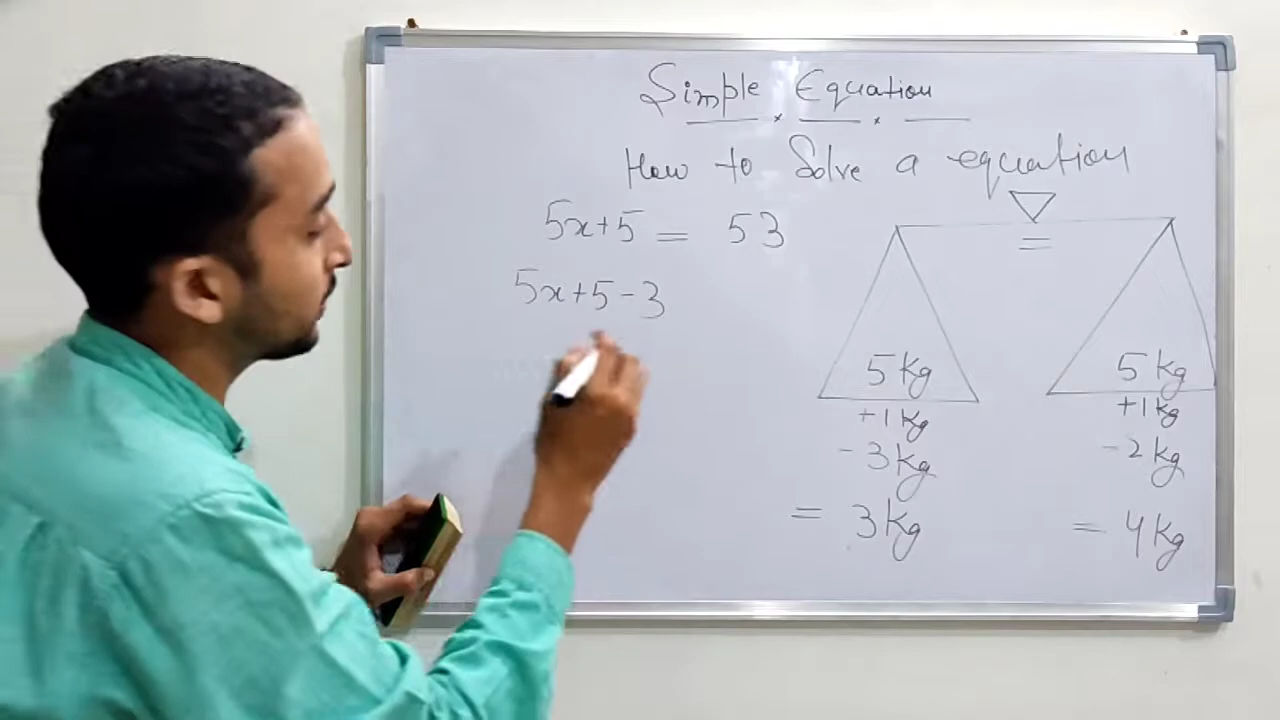 Simple Equation
How to Solve a equation
5x+5 = 53
5x+5-3
=
5 kg
+1 kg
-3 kg
= 3 kg
5 kg
+1 kg
-2 kg
= 4 kg